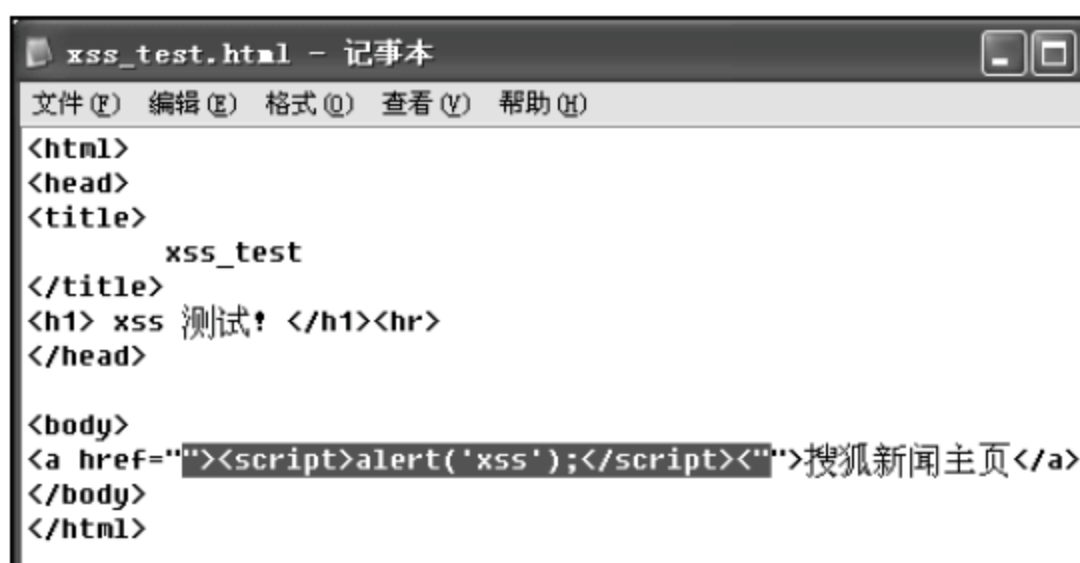 xss_test.html - 记事本
文件(F) 编辑(E) 格式(O) 查看(V) 帮助(H)
<html>
<head>
<title>
xss_test
</title>
<h1> xss 测试! </h1><hr>
</head>
<body>
<a href=""><script>alert('xss');</script><"">搜狐新闻主页</a>
</body>
</html>